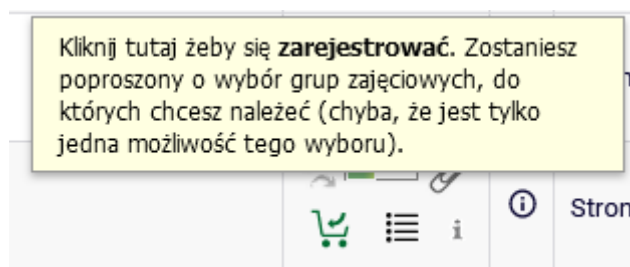 Kliknij tutaj żeby się zarejestrować. Zostaniesz
poproszony o wybór grup zajęciowych, do
których chcesz należeć (chyba, że jest tylko
jedna możliwość tego wyboru).